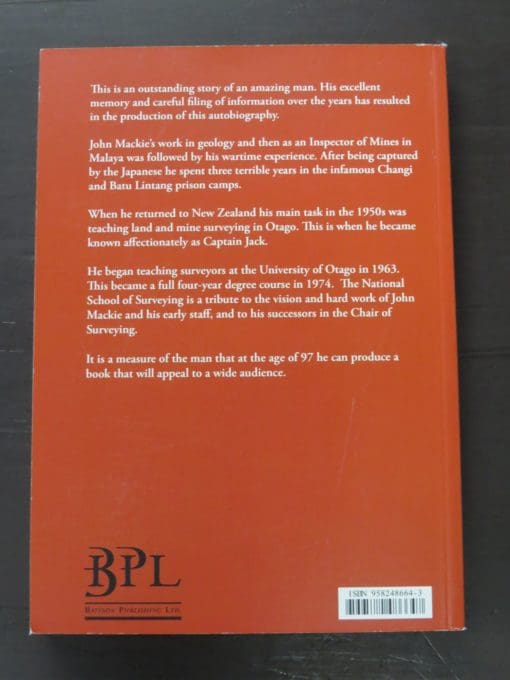 This is an outstanding story of an amazing man. His excellent
memory and careful filing of information over the years has resulted
in the production of this autobiography.
John Mackie's work in geology and then as an Inspector of Mines in
Malaya was followed by his wartime experience. After being captured
by the Japanese he spent three terrible years in the infamous Changi
and Batu Lintang prison camps.
When he returned to New Zealand his main task in the 1950s was
teaching land and mine surveying in Otago. This is when he became
known affectionately as Captain Jack.
He began teaching surveyors at the University of Otago in 1963.
This became a full four-year degree course in 1974. The National
School of Surveying is a tribute to the vision and hard work of John
Mackie and his early staff, and to his successors in the Chair of
Surveying.
It is a measure of the man that at the age of 97 he can produce a
book that will appeal to a wide audience.
BPL
BATESON PUBLISHING LTD.
ISBN 958248664-3